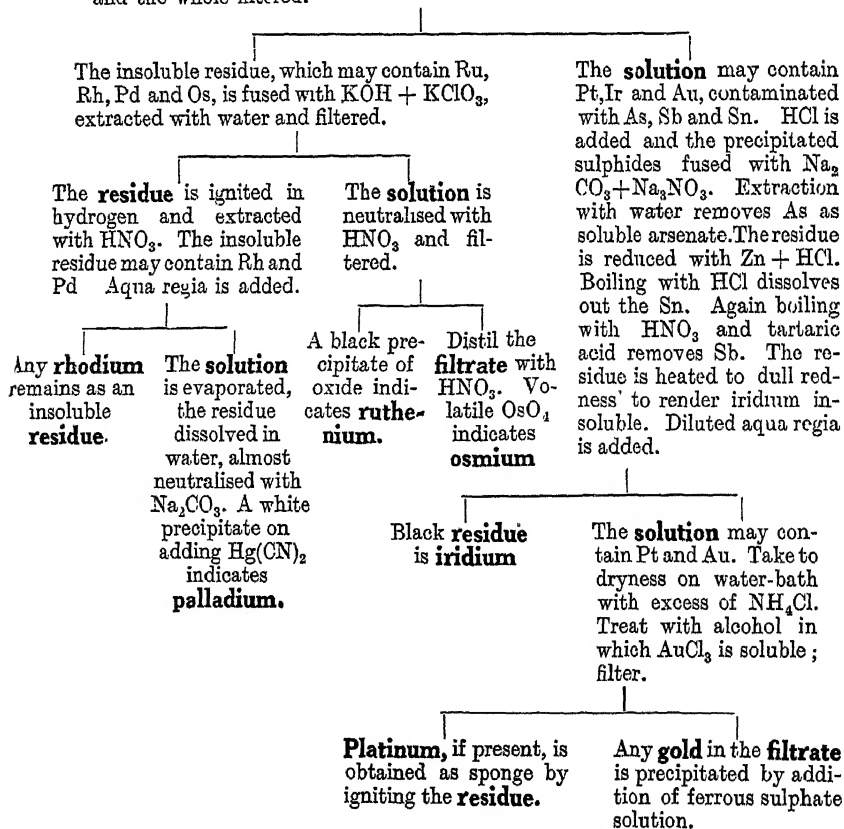 and the whole filtered.
The insoluble residue, which may contain Ru,
Rh, Pd and Os, is fused with KOH + KClO₃,
extracted with water and filtered.
The residue is ignited in
hydrogen and extracted
with HNO₃. The insoluble
residue may contain Rh and
Pd Aqua regia is added.
Any rhodium
remains as an
insoluble
residue.
The solution
is evaporated,
the residue
dissolved in
water, almost
neutralised with
Na₂CO₃. A white
precipitate on
adding Hg(CN)₂
indicates
palladium.
The solution is
neutralised with
HNO₃ and fil-
tered.
A black pre-
cipitate of
oxide indi-
cates ruthe-
nium.
Distil the
filtrate with
HNO₃. Vo-
latile OsO₄
indicates
osmium
The solution may contain
Pt,Ir and Au, contaminated
with As, Sb and Sn. HCl is
added and the precipitated
sulphides fused with Na₂
CO₃+Na₃NO₃. Extraction
with water removes As as
soluble arsenate.The residue
is reduced with Zn + HCl.
Boiling with HCl dissolves
out the Sn. Again boiling
with HNO₃ and tartaric
acid removes Sb. The re-
sidue is heated to dull red-
ness' to render iridium in-
soluble. Diluted aqua regia
is added.
Black residue
is iridium
The solution may con-
tain Pt and Au. Take to
dryness on water-bath
with excess of NH₄Cl.
Treat with alcohol in
which AuCl₃ is soluble ;
filter.
Platinum, if present, is
obtained as sponge by
igniting the residue.
Any gold in the filtrate
is precipitated by addi-
tion of ferrous sulphate
solution.